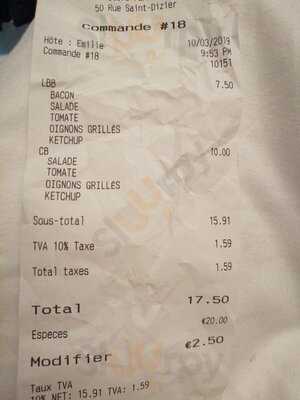 50 Rue Saint-Dizier
Commande #18
Hôte : Emilie 10/03/2019
Commande #18 9:53 PM
10151
LBB 7.50
BACON
SALADE
TOMATE
OIGNONS GRILLÉS
KETCHUP
CB 10.00
SALADE
TOMATE
OIGNONS GRILLÉS
KETCHUP
Sous-total 15.91
TVA 10% Taxe 1.59
Total taxes 1.59
Total 17.50
Especes €20.00
Modifier €2.50
Taux TVA
10% NET: 15.91 TVA: 1.59